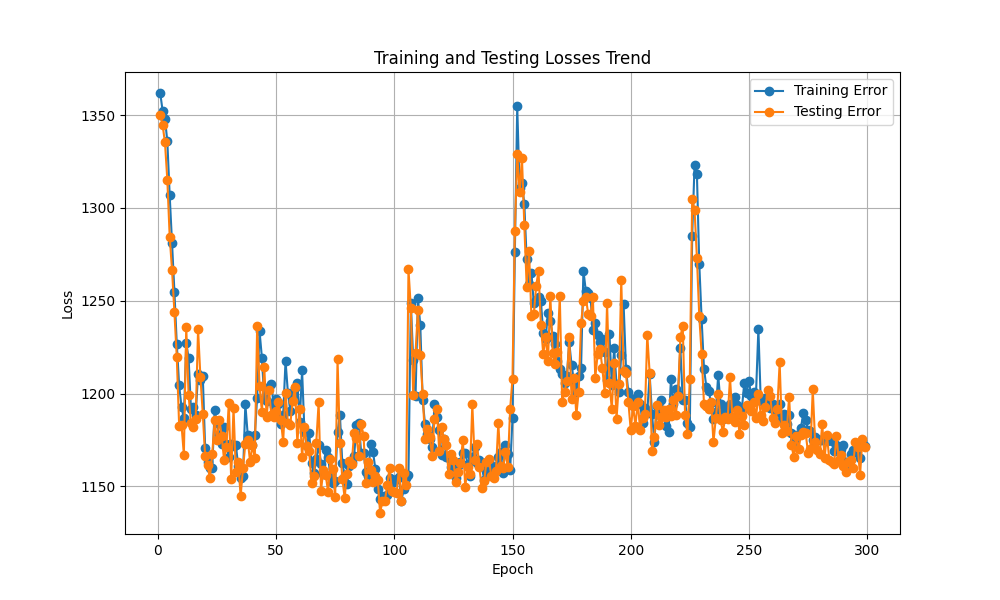 Training and Testing Losses Trend
Training Error
Testing Error
Loss
1350
1300
1250
1200
1150
0 50 100 150 200 250 300
Epoch